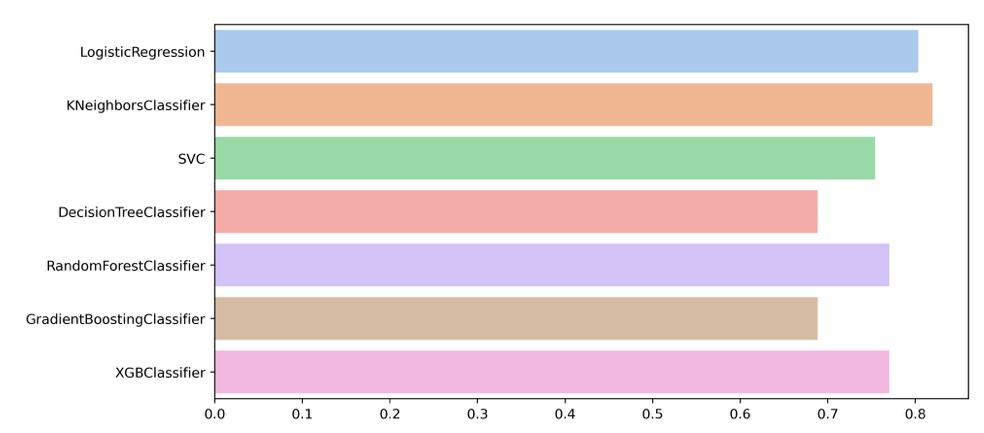 LogisticRegression
KNeighborsClassifier
SVC
DecisionTreeClassifier
RandomForestClassifier
GradientBoostingClassifier
XGBClassifier
0.0 0.1 0.2 0.3 0.4 0.5 0.6 0.7 0.8